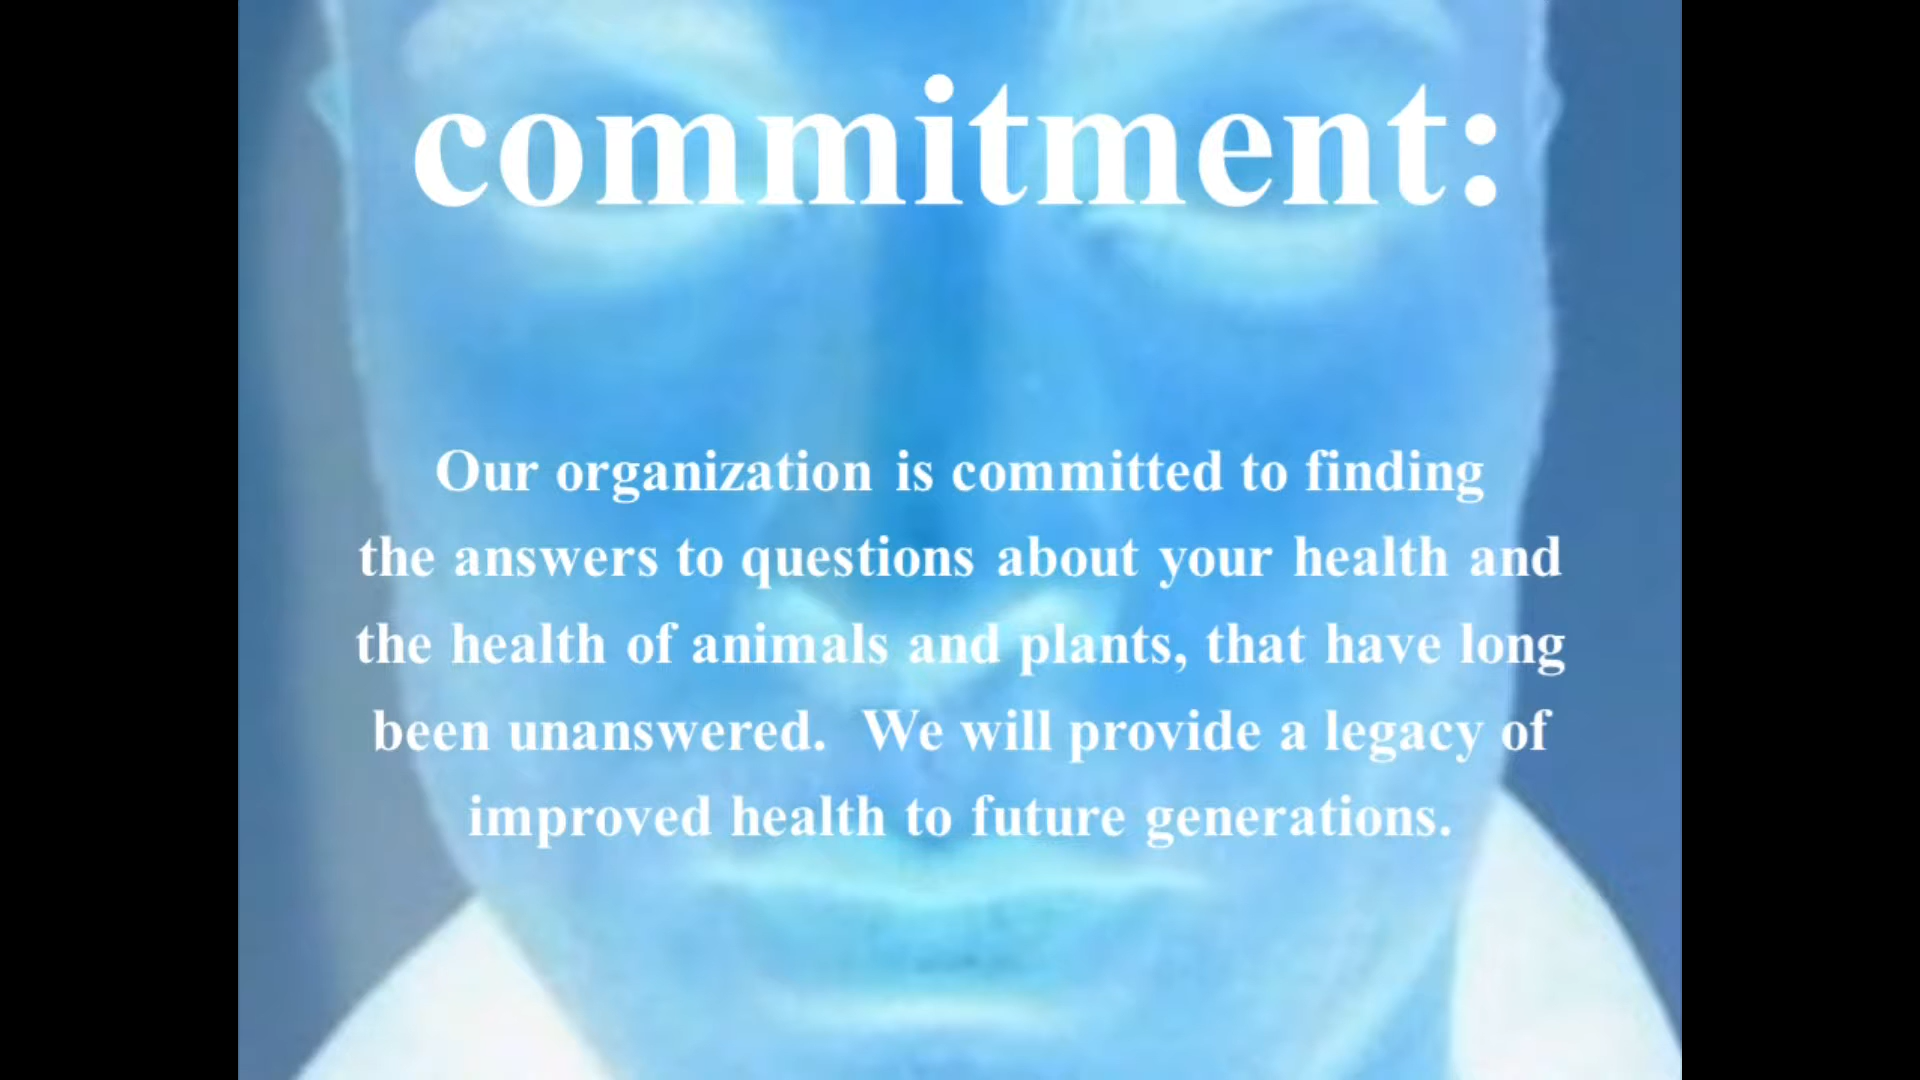 commitment:
Our organization is committed to finding
the answers to questions about your health and
the health of animals and plants, that have long
been unanswered.  We will provide a legacy of
improved health to future generations.